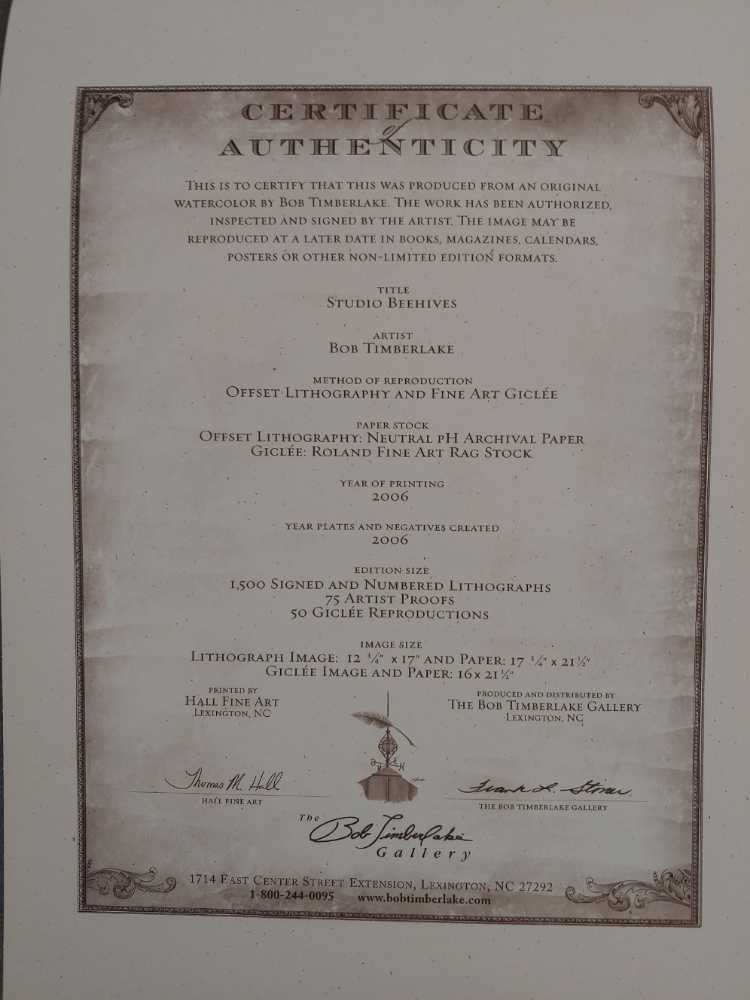 CERTIFICATE
of
AUTHENTICITY
This is to certify that this was produced from an original
watercolor by Bob Timberlake. The work has been authorized,
inspected and signed by the artist. The image may be
reproduced at a later date in books, magazines, calendars,
posters or other non-limited edition formats.
Title
Studio Beehives
Artist
Bob Timberlake
Method of Reproduction
Offset Lithography and Fine Art Giclée
Paper Stock
Offset Lithography: Neutral pH Archival Paper
Giclée: Roland Fine Art Rag Stock
Year of Printing
2006
Year Plates and Negatives Created
2006
Edition Size
1,500 Signed and Numbered Lithographs
75 Artist Proofs
50 Giclée Reproductions
Image Size
Lithograph Image: 12 ¼" x 17" and Paper: 17 ¼" x 21½"
Giclée Image and Paper: 16 x 21½"
Printed by
Hall Fine Art
Lexington, NC
Produced and Distributed by
The Bob Timberlake Gallery
Lexington, NC
Thomas M. Hall
Hall Fine Art
Frank L.
The Bob Timberlake Gallery
The
Bob Timberlake
Gallery
1714 East Center Street Extension, Lexington, NC 27292
1-800-244-0095 www.bobtimberlake.com